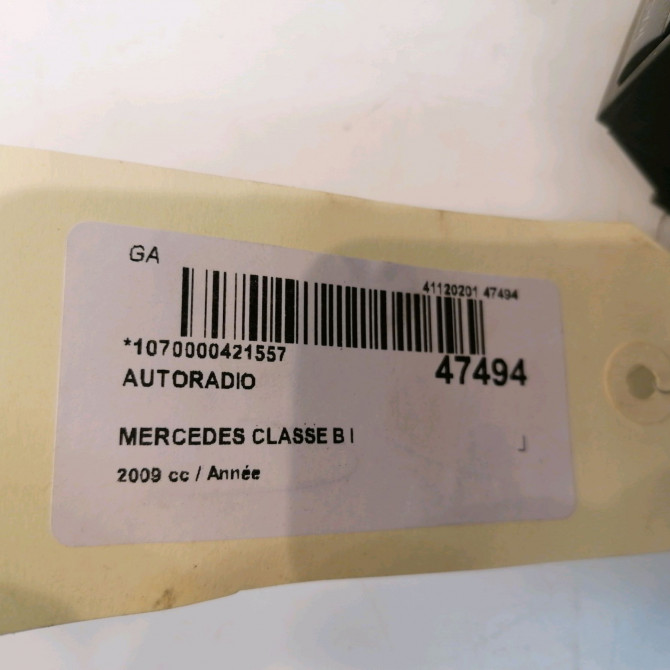 GA
41120201 47494
*1070000421557
47494
AUTORADIO
MERCEDES CLASSE B I
J
2009 cc / Année